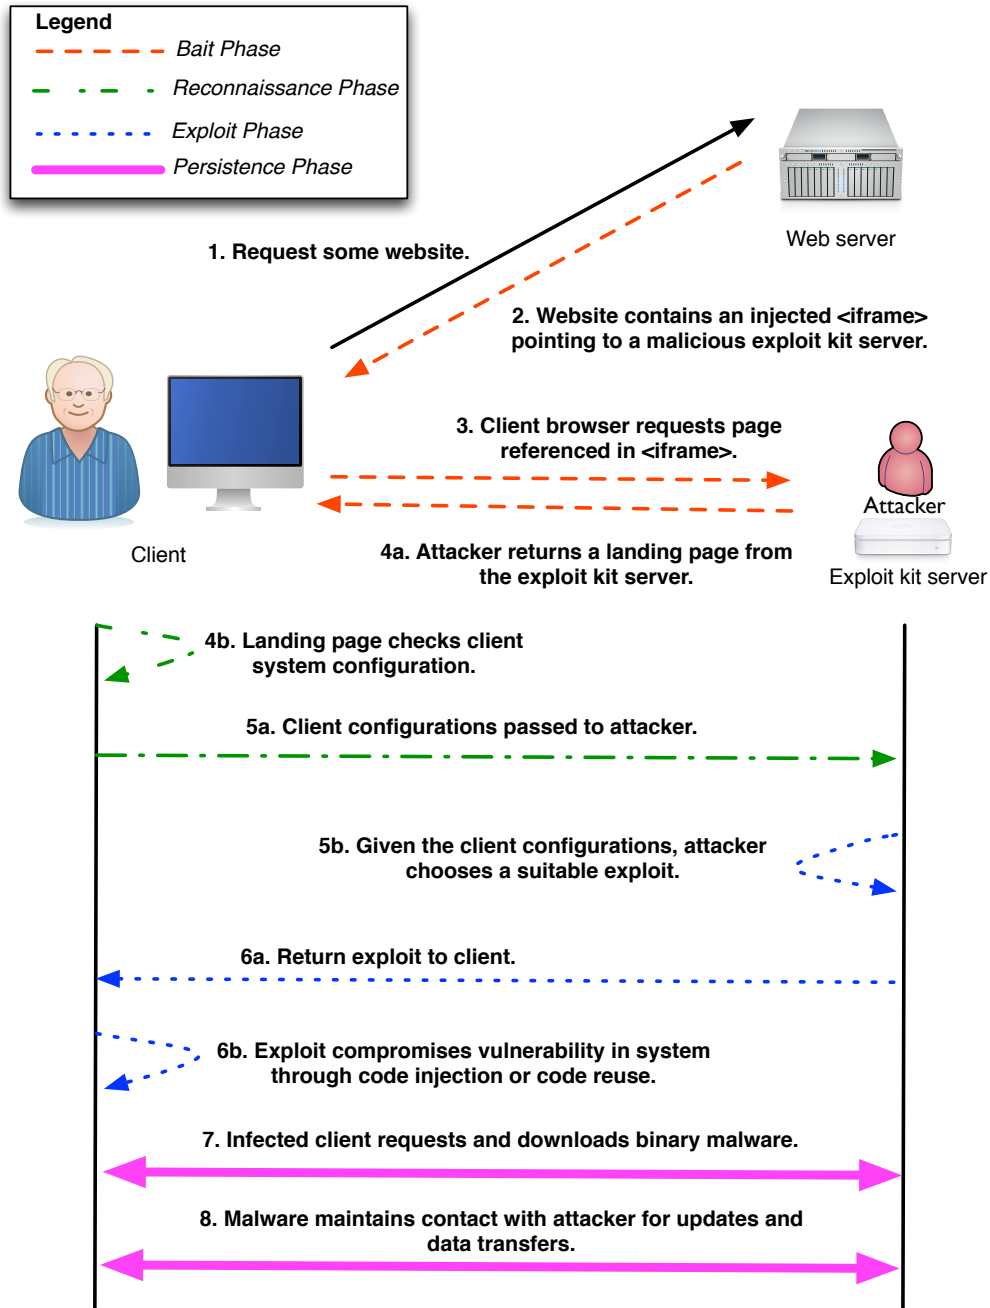 Legend
Bait Phase
Reconnaissance Phase
Exploit Phase
Persistence Phase
Web server
1. Request some website.
2. Website contains an injected <iframe>
pointing to a malicious exploit kit server.
3. Client browser requests page
referenced in <iframe>.
Attacker
4a. Attacker returns a landing page from
the exploit kit server.
Client
Exploit kit server
4b. Landing page checks client
system configuration.
5a. Client configurations passed to attacker.
5b. Given the client configurations, attacker
chooses a suitable exploit.
6a. Return exploit to client.
6b. Exploit compromises vulnerability in system
through code injection or code reuse.
7. Infected client requests and downloads binary malware.
8. Malware maintains contact with attacker for updates and
data transfers.